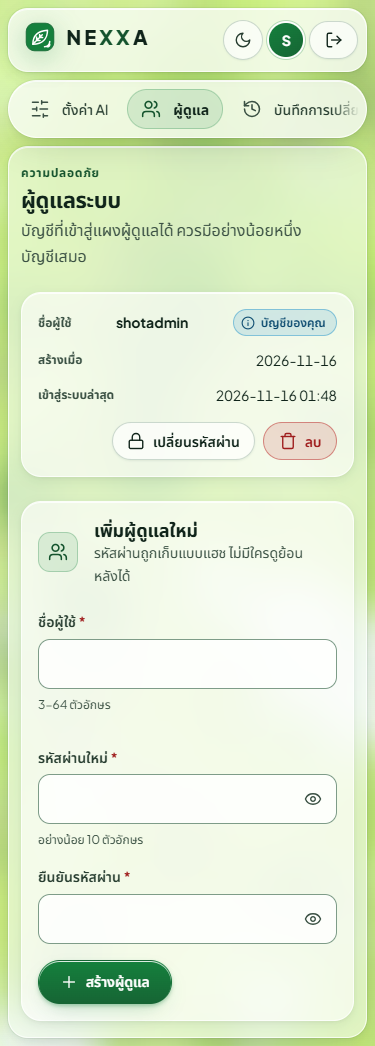 NEXXA
S
ตั้งค่า AI
ผู้ดูแล
บันทึกการเปลี่ย
ความปลอดภัย
ผู้ดูแลระบบ
บัญชีที่เข้าสู่แผงผู้ดูแลได้ ควรมีอย่างน้อยหนึ่ง
บัญชีเสมอ
ชื่อผู้ใช้ shotadmin บัญชีของคุณ
สร้างเมื่อ 2026-11-16
เข้าสู่ระบบล่าสุด 2026-11-16 01:48
เปลี่ยนรหัสผ่าน ลบ
เพิ่มผู้ดูแลใหม่
รหัสผ่านถูกเก็บแบบแฮช ไม่มีใครดูย้อน
หลังได้
ชื่อผู้ใช้ *
3–64 ตัวอักษร
รหัสผ่านใหม่ *
อย่างน้อย 10 ตัวอักษร
ยืนยันรหัสผ่าน *
สร้างผู้ดูแล